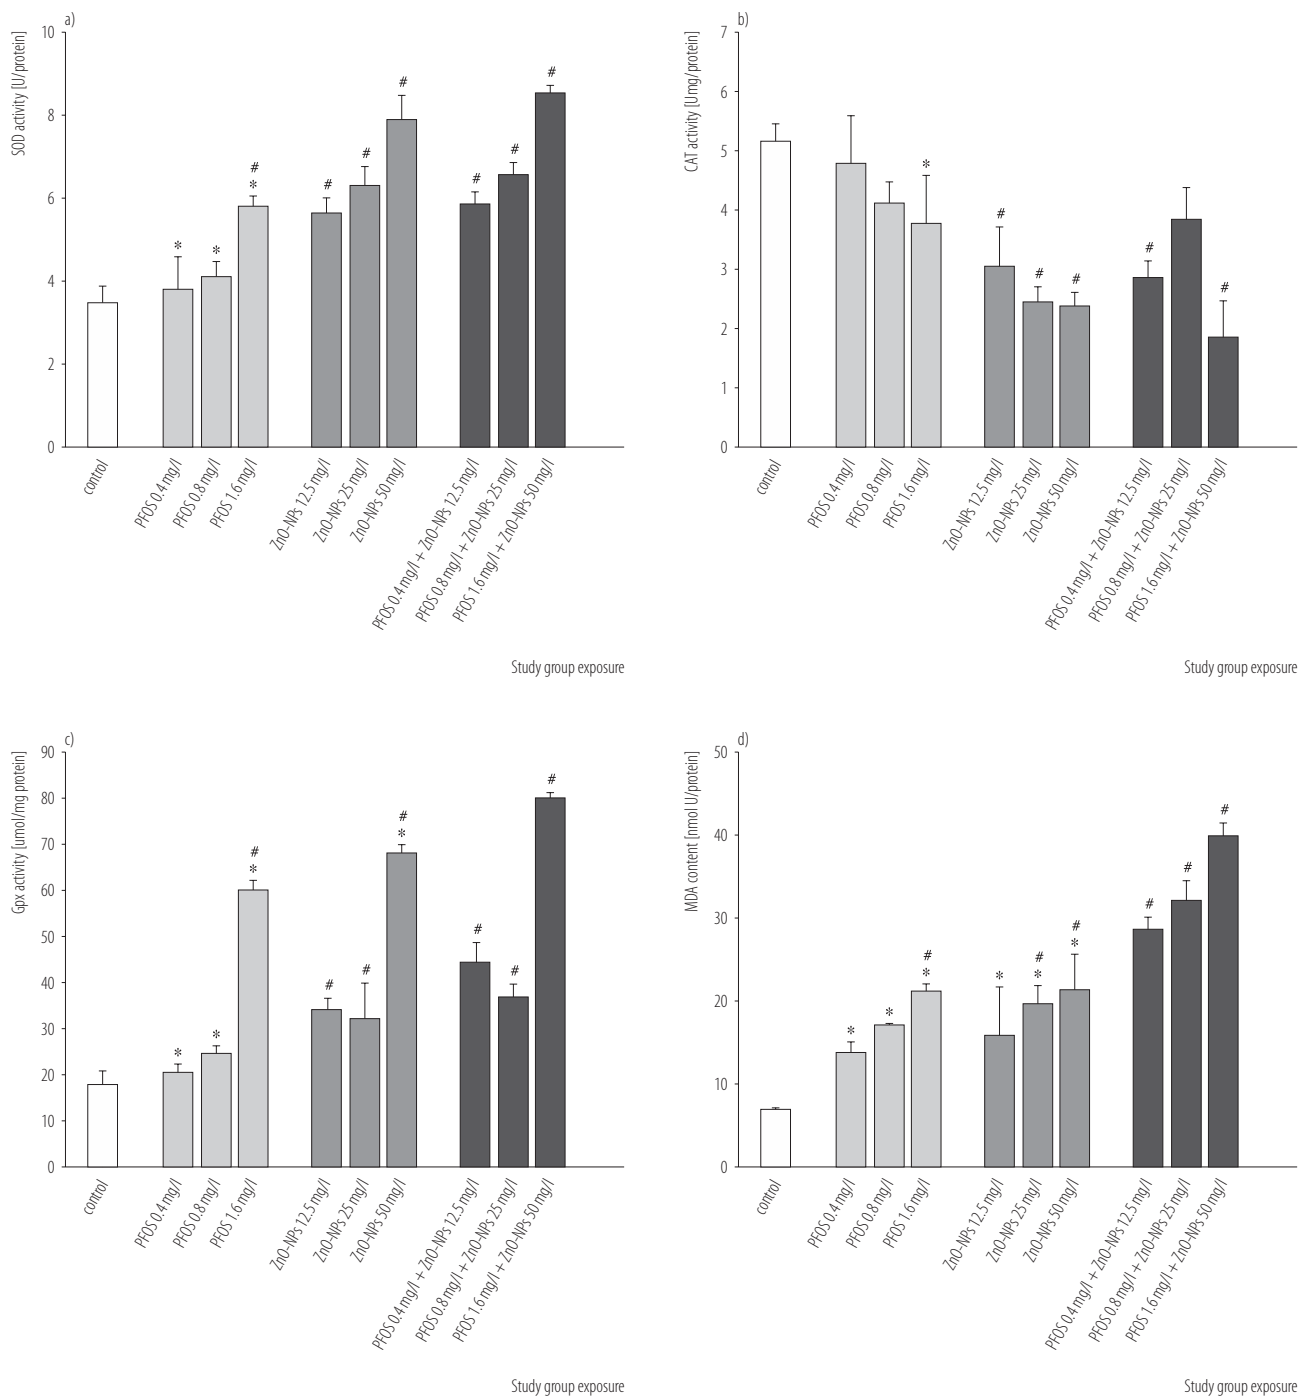 a)
SOD activity [U/protein]
10
8
6
4
2
0
*
*
#
*
#
#
#
#
#
#
control
PFOS 0.4 mg/l
PFOS 0.8 mg/l
PFOS 1.6 mg/l
ZnO-NPs 12.5 mg/l
ZnO-NPs 25 mg/l
ZnO-NPs 50 mg/l
PFOS 0.4 mg/l + ZnO-NPs 12.5 mg/l
PFOS 0.8 mg/l + ZnO-NPs 25 mg/l
PFOS 1.6 mg/l + ZnO-NPs 50 mg/l
Study group exposure
b)
CAT activity [Umg/protein]
7
6
5
4
3
2
1
0
*
#
#
#
#
#
control
PFOS 0.4 mg/l
PFOS 0.8 mg/l
PFOS 1.6 mg/l
ZnO-NPs 12.5 mg/l
ZnO-NPs 25 mg/l
ZnO-NPs 50 mg/l
PFOS 0.4 mg/l + ZnO-NPs 12.5 mg/l
PFOS 0.8 mg/l + ZnO-NPs 25 mg/l
PFOS 1.6 mg/l + ZnO-NPs 50 mg/l
Study group exposure
c)
Gpx activity [umol/mg protein]
90
80
70
60
50
40
30
20
10
0
*
*
#
*
#
#
#
*
#
#
#
control
PFOS 0.4 mg/l
PFOS 0.8 mg/l
PFOS 1.6 mg/l
ZnO-NPs 12.5 mg/l
ZnO-NPs 25 mg/l
ZnO-NPs 50 mg/l
PFOS 0.4 mg/l + ZnO-NPs 12.5 mg/l
PFOS 0.8 mg/l + ZnO-NPs 25 mg/l
PFOS 1.6 mg/l + ZnO-NPs 50 mg/l
Study group exposure
d)
MDA content [nmol U/protein]
50
40
30
20
10
0
*
*
#
*
*
#
*
#
*
#
#
#
control
PFOS 0.4 mg/l
PFOS 0.8 mg/l
PFOS 1.6 mg/l
ZnO-NPs 12.5 mg/l
ZnO-NPs 25 mg/l
ZnO-NPs 50 mg/l
PFOS 0.4 mg/l + ZnO-NPs 12.5 mg/l
PFOS 0.8 mg/l + ZnO-NPs 25 mg/l
PFOS 1.6 mg/l + ZnO-NPs 50 mg/l
Study group exposure